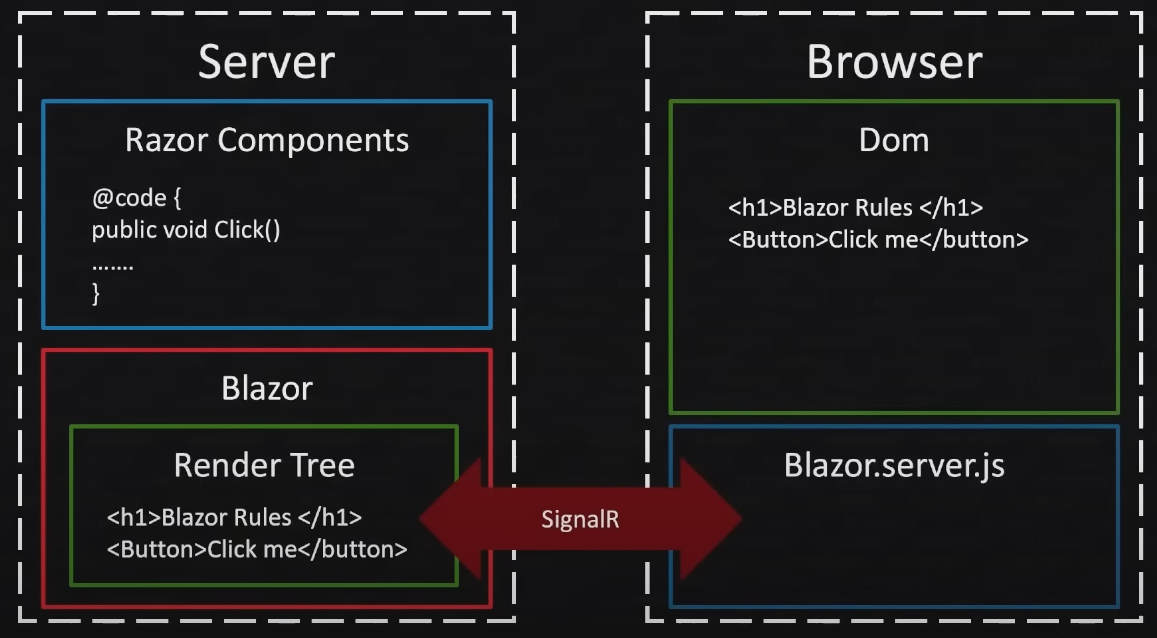 Server
Razor Components
@code {
public void Click()
.......
}
Blazor
Render Tree
<h1>Blazor Rules </h1>
<Button>Click me</button>
SignalR
Browser
Dom
<h1>Blazor Rules </h1>
<Button>Click me</button>
Blazor.server.js